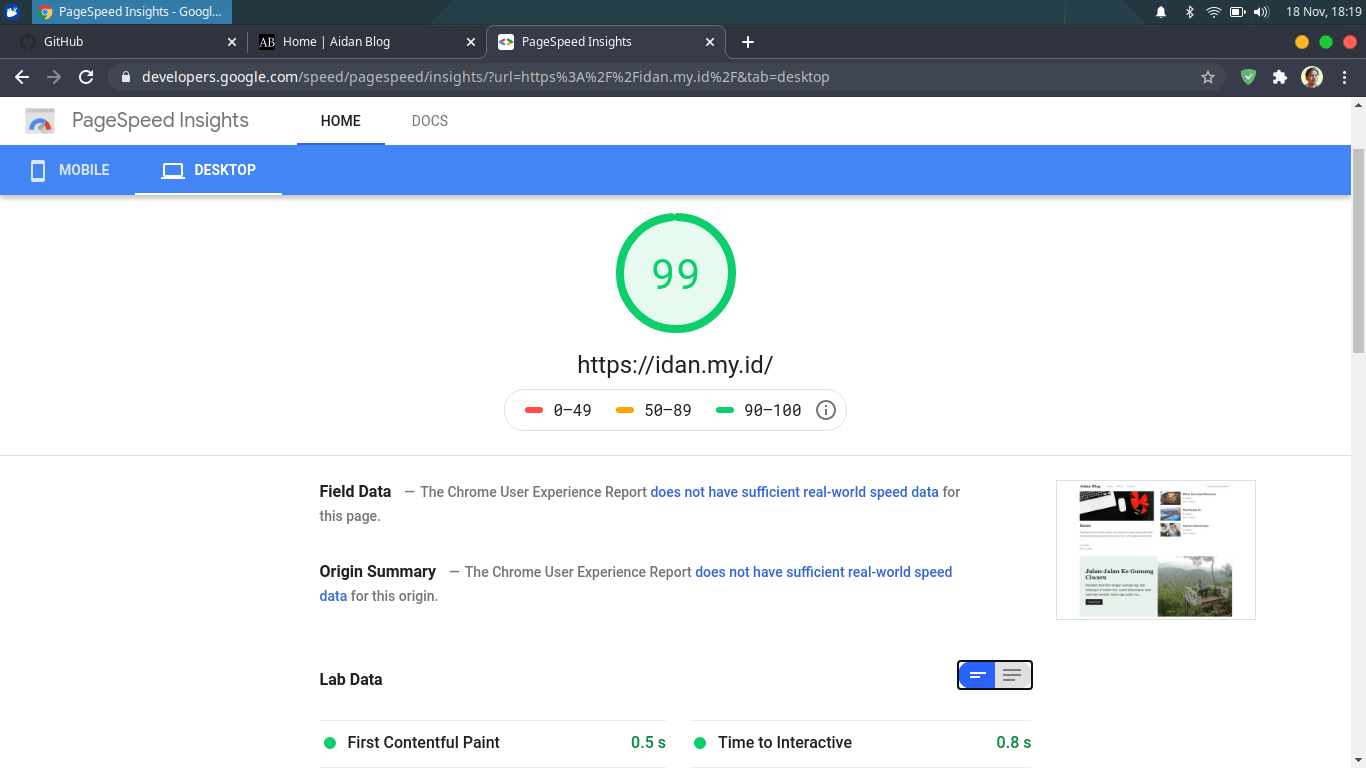 PageSpeed Insights - Googl...
18 Nov, 18:19
GitHub
AB Home | Aidan Blog
PageSpeed Insights
developers.google.com/speed/pagespeed/insights/?url=https%3A%2F%2Fidan.my.id%2F&tab=desktop
PageSpeed Insights
HOME
DOCS
MOBILE
DESKTOP
99
https://idan.my.id/
0–49
50–89
90–100
Field Data — The Chrome User Experience Report does not have sufficient real-world speed data for
this page.
Origin Summary — The Chrome User Experience Report does not have sufficient real-world speed
data for this origin.
Aidan Blog
Jalan-Jalan Ke Gunung
Ciwaru
Lab Data
First Contentful Paint 0.5 s
Time to Interactive 0.8 s